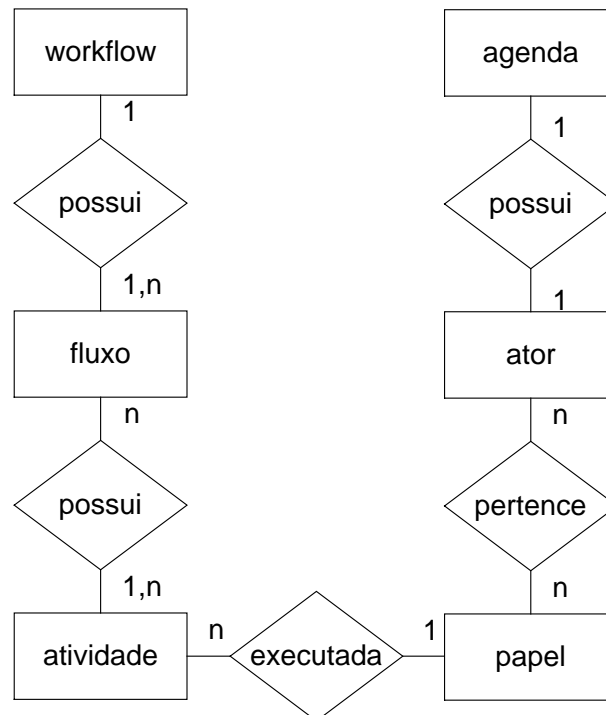 workflow
agenda
1
1
possui
possui
1,n
1
fluxo
ator
n
n
possui
pertence
1,n
n
n
1
atividade
executada
papel